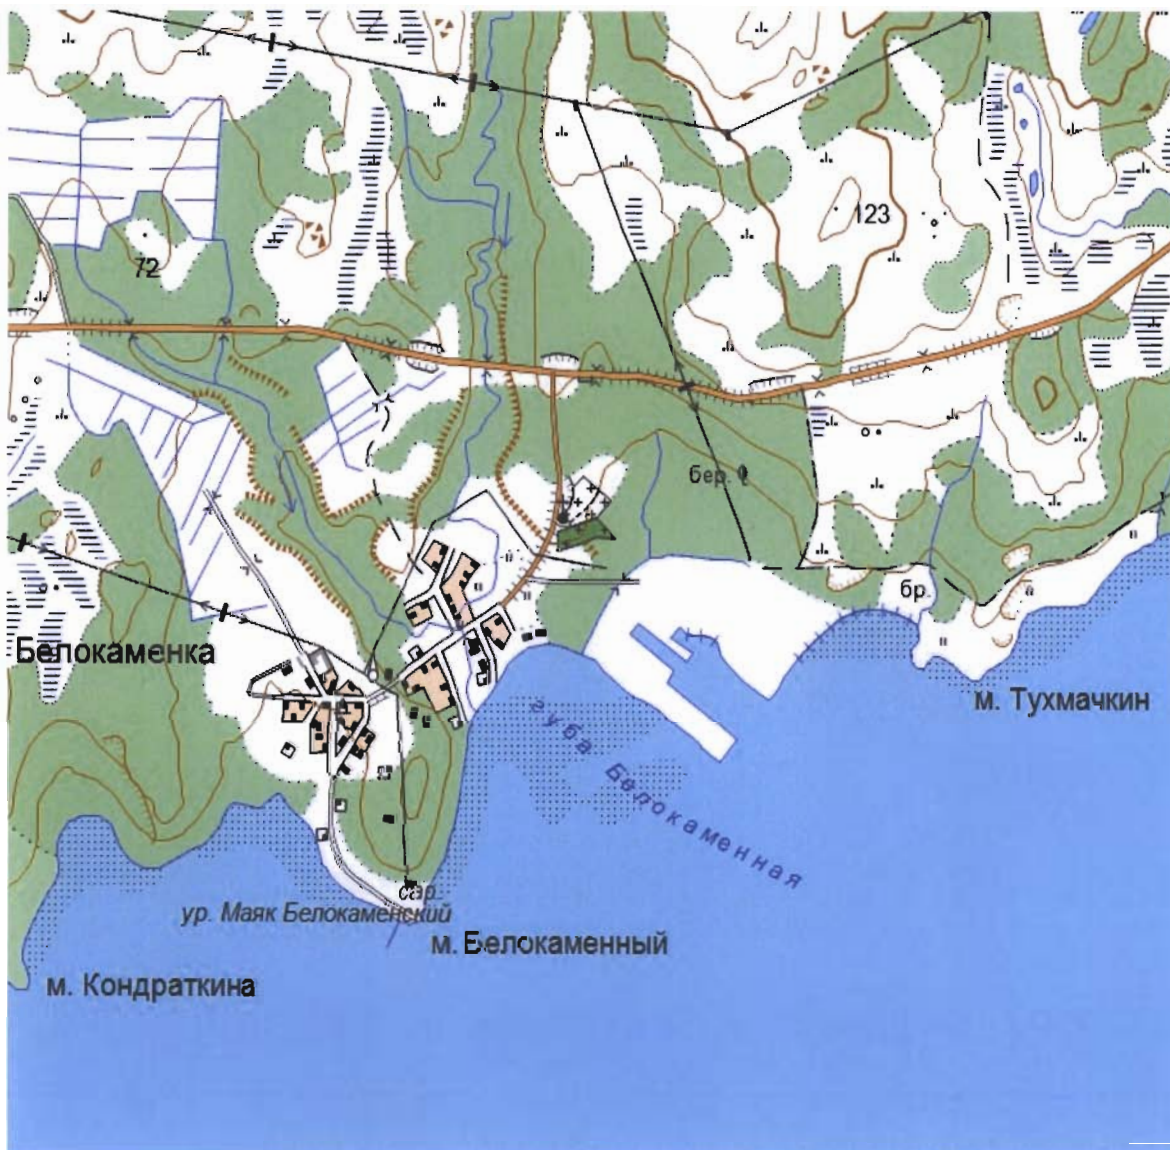 123
72
бер.
бр.
Белокаменка
м. Тухмачкин
губа Белокаменная
сар.
ур. Маяк Белокаменский
м. Белокаменный
м. Кондраткина